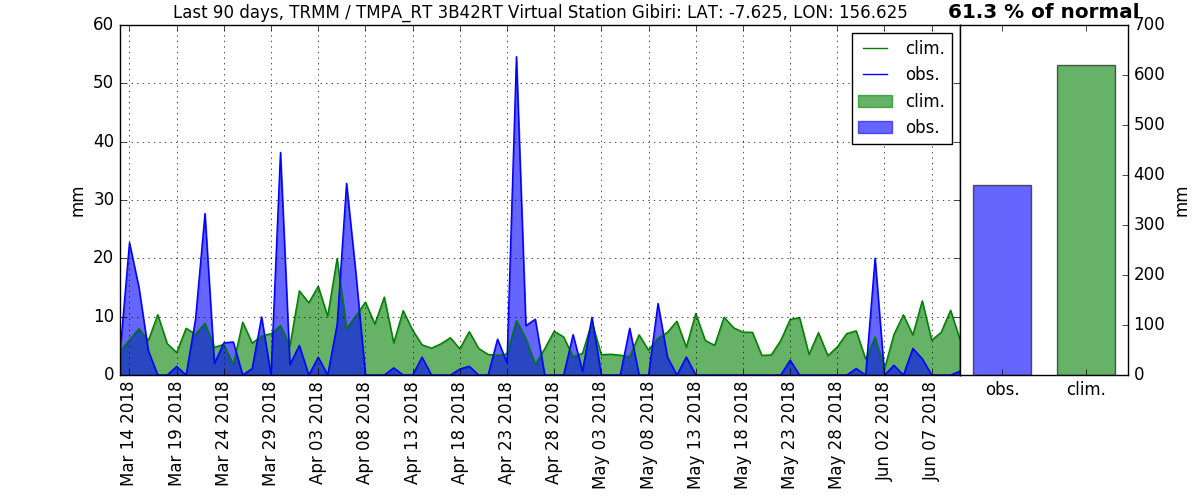 Last 90 days, TRMM / TMPA_RT 3B42RT Virtual Station Gibiri: LAT: -7.625, LON: 156.625
61.3 % of normal
mm
60
50
40
30
20
10
0
clim.
obs.
clim.
obs.
Mar 14 2018
Mar 19 2018
Mar 24 2018
Mar 29 2018
Apr 03 2018
Apr 08 2018
Apr 13 2018
Apr 18 2018
Apr 23 2018
Apr 28 2018
May 03 2018
May 08 2018
May 13 2018
May 18 2018
May 23 2018
May 28 2018
Jun 02 2018
Jun 07 2018
obs.
clim.
700
600
500
400
300
200
100
0
mm